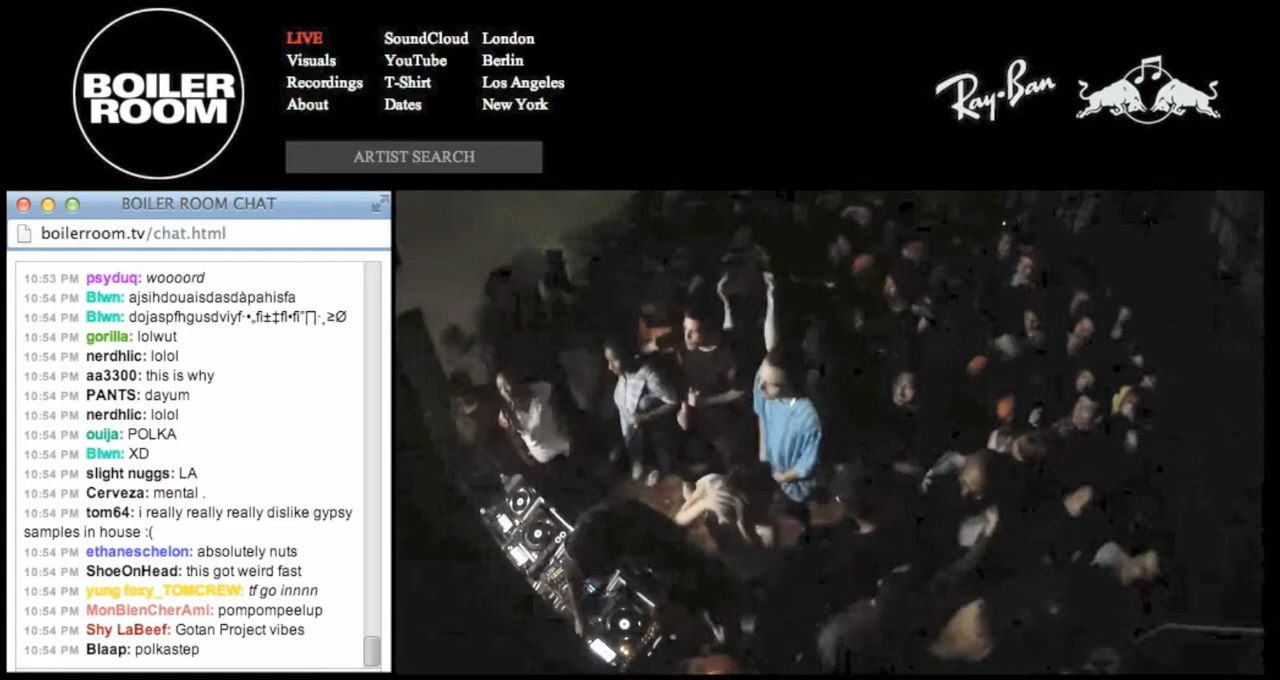 BOILER
ROOM
LIVE
Visuals
Recordings
About
SoundCloud
YouTube
T-Shirt
Dates
London
Berlin
Los Angeles
New York
Ray-Ban
ARTIST SEARCH
BOILER ROOM CHAT
boilerroom.tv/chat.html
10:53 PM psyduq: woooord
10:54 PM Blwn: ajsihdouaisdasdàpahisfa
10:54 PM Blwn: dojaspfhgusdviyf·•„ﬁ±‡ﬂ•ﬁ”∏·¸≥Ø
10:54 PM gorilla: lolwut
10:54 PM nerdhlic: lolol
10:54 PM aa3300: this is why
10:54 PM PANTS: dayum
10:54 PM nerdhlic: lolol
10:54 PM ouija: POLKA
10:54 PM Blwn: XD
10:54 PM slight nuggs: LA
10:54 PM Cerveza: mental .
10:54 PM tom64: i really really really dislike gypsy
samples in house :(
10:54 PM ethaneschelon: absolutely nuts
10:54 PM ShoeOnHead: this got weird fast
10:54 PM yung foxy_TOMCREW: tf go innnn
10:54 PM MonBienCherAmi: pompompeelup
10:54 PM Shy LaBeef: Gotan Project vibes
10:54 PM Blaap: polkastep